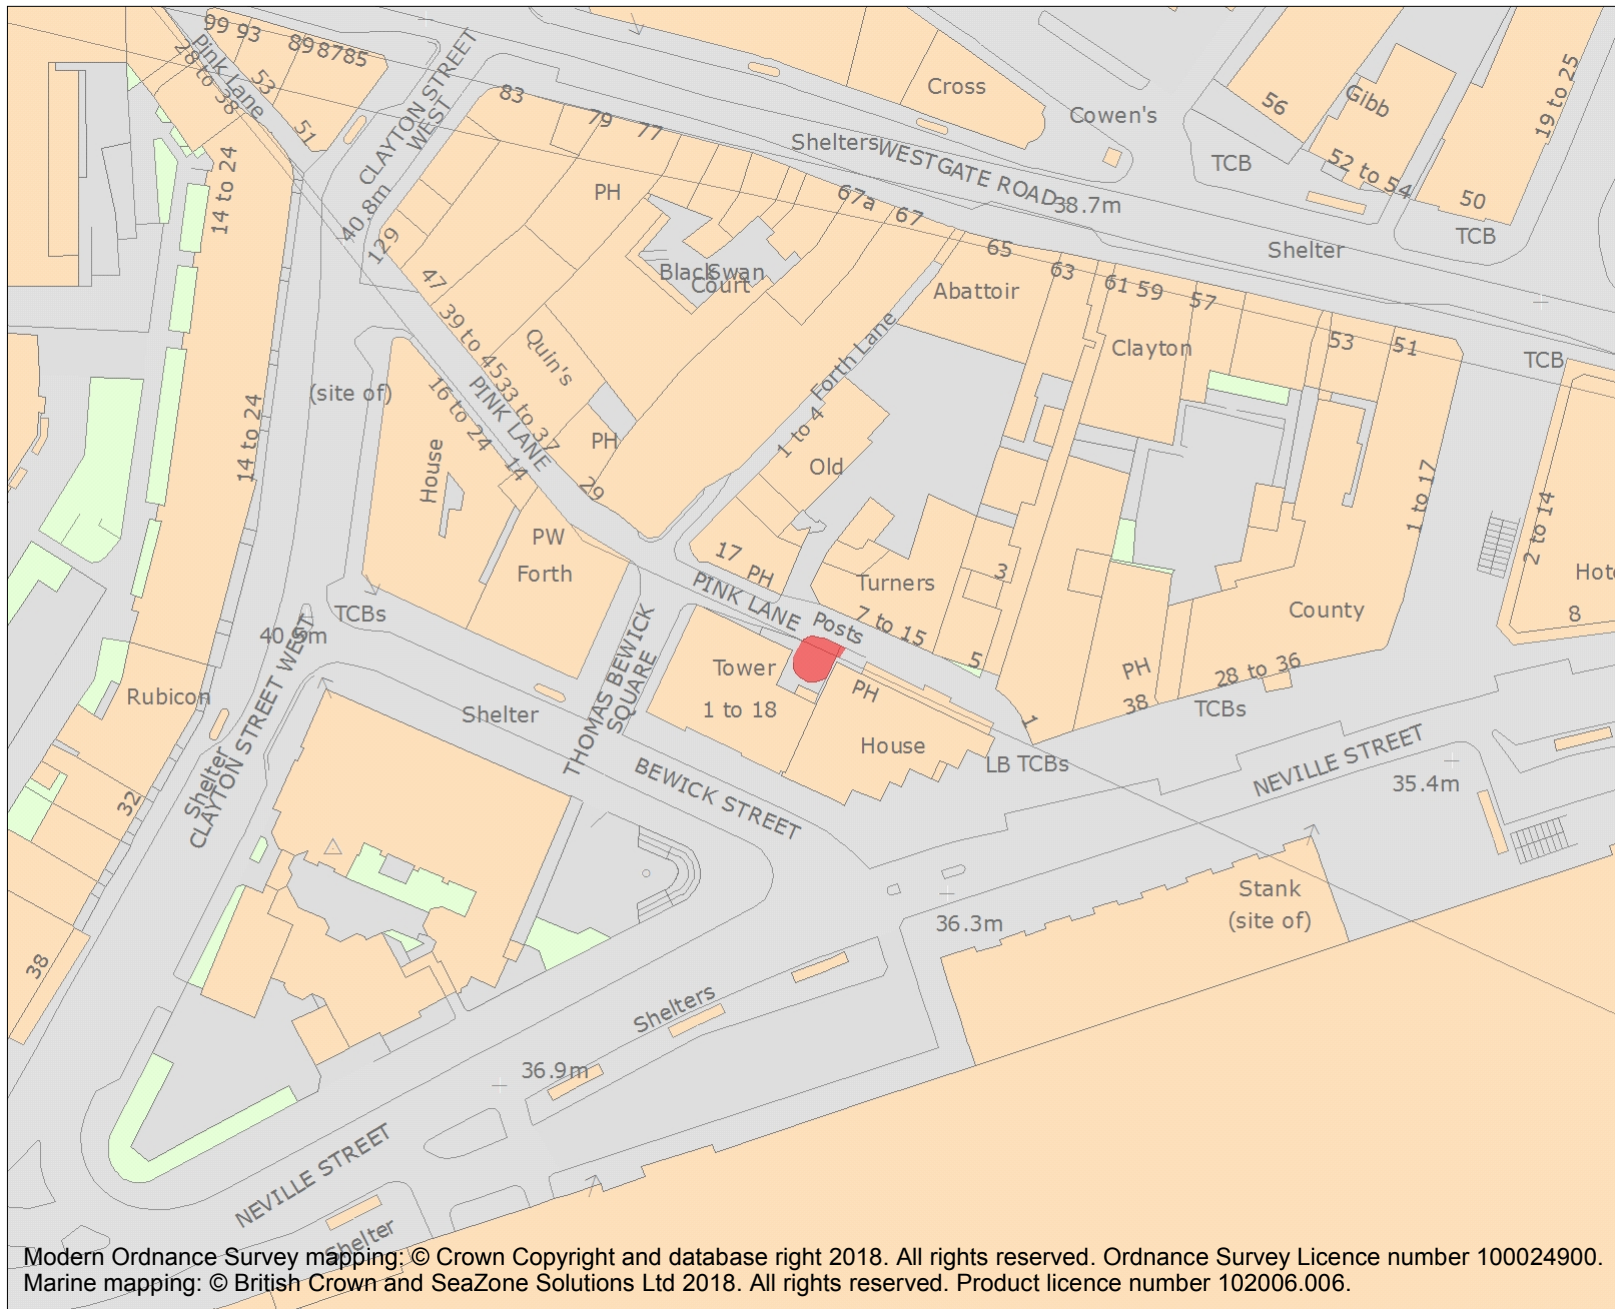 99 93
89 87 85
Pink Lane
28 to 38
53
51
CLAYTON STREET
WEST
83
79
77
Cross
Cowen's
56
Gibb
19 to 25
Shelters
WESTGATE ROAD
38.7m
TCB
52 to 54
50
TCB
Shelter
14 to 24
40.8m
129
PH
67a
67
65
63
61 59
57
53
51
TCB
Black Swan
Court
Abattoir
Clayton
47
39 to 45
33 to 37
Quin's
PINK LANE
16 to 24
14
(site of)
14 to 24
House
PH
29
Forth Lane
1 to 4
Old
1 to 17
2 to 14
PW
Forth
17
PH
PINK LANE
Posts
Turners
7 to 15
3
5
County
Hote
8
TCBs
40.5m
THOMAS BEWICK
SQUARE
Tower
1 to 18
PH
House
1
PH
38
28 to 36
TCBs
LB TCBs
Rubicon
Shelter
CLAYTON STREET WEST
Shelter
BEWICK STREET
NEVILLE STREET
35.4m
32
38
36.3m
Stank
(site of)
Shelters
36.9m
NEVILLE STREET
Shelter
Modern Ordnance Survey mapping: © Crown Copyright and database right 2018. All rights reserved. Ordnance Survey Licence number 100024900.
Marine mapping: © British Crown and SeaZone Solutions Ltd 2018. All rights reserved. Product licence number 102006.006.